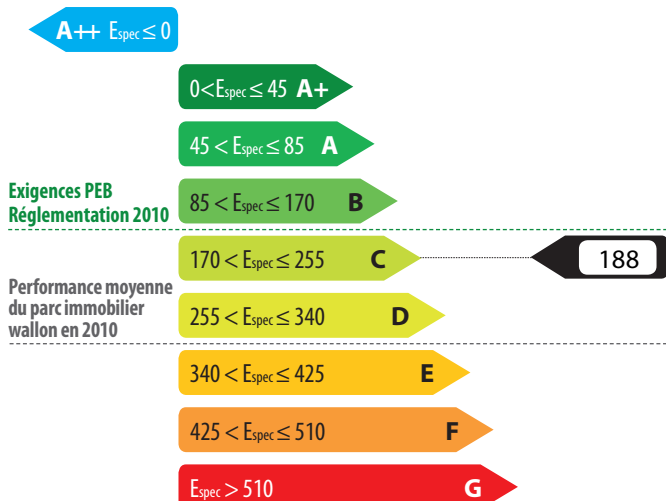 A++ Espec ≤ 0
0<Espec ≤ 45 A+
45 < Espec ≤ 85 A
Exigences PEB
Réglementation 2010
85 < Espec ≤ 170 B
170 < Espec ≤ 255 C
188
Performance moyenne
du parc immobilier
wallon en 2010
255 < Espec ≤ 340 D
340 < Espec ≤ 425 E
425 < Espec ≤ 510 F
Espec > 510 G